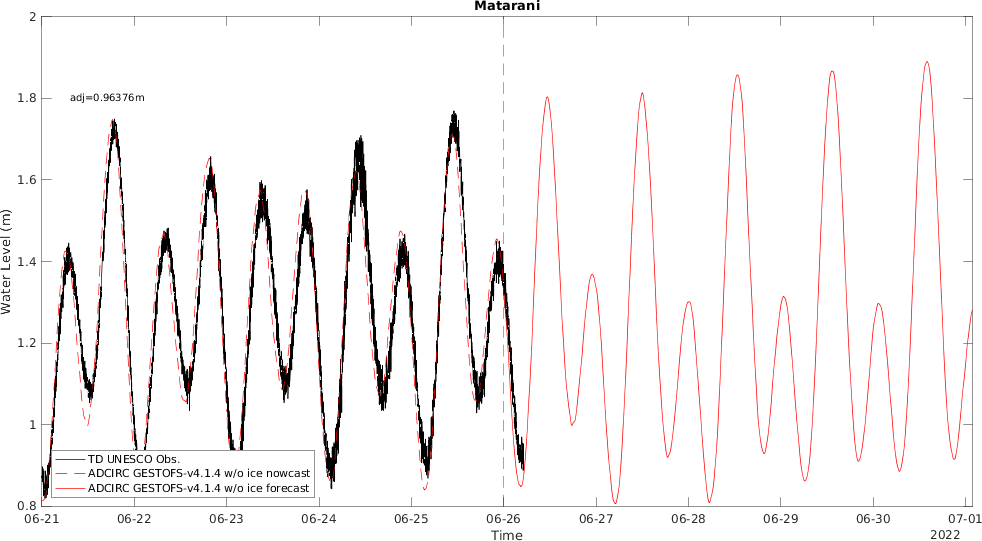 Matarani
2
1.8
1.6
1.4
1.2
1
0.8
Water Level (m)
adj=0.96376m
TD UNESCO Obs.
ADCIRC GESTOFS-v4.1.4 w/o ice nowcast
ADCIRC GESTOFS-v4.1.4 w/o ice forecast
06-21 06-22 06-23 06-24 06-25 06-26 06-27 06-28 06-29 06-30 07-01
Time
2022